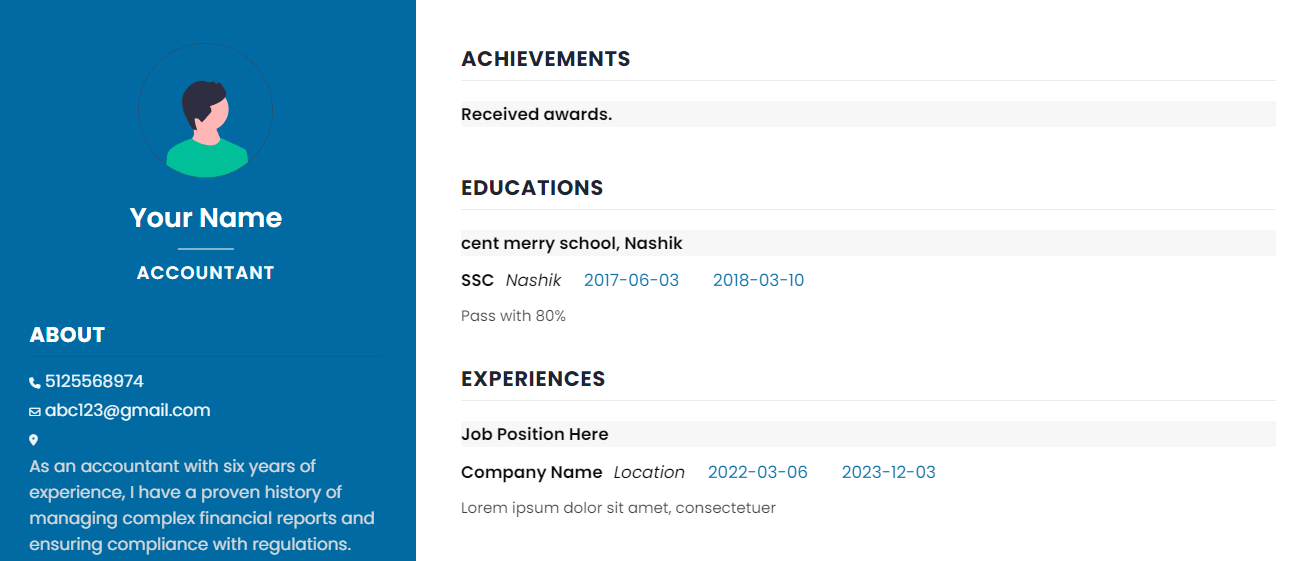 Your Name
ACCOUNTANT
ABOUT
5125568974
abc123@gmail.com
As an accountant with six years of
experience, I have a proven history of
managing complex financial reports and
ensuring compliance with regulations.
ACHIEVEMENTS
Received awards.
EDUCATIONS
cent merry school, Nashik
SSC Nashik 2017-06-03 2018-03-10
Pass with 80%
EXPERIENCES
Job Position Here
Company Name Location 2022-03-06 2023-12-03
Lorem ipsum dolor sit amet, consectetuer